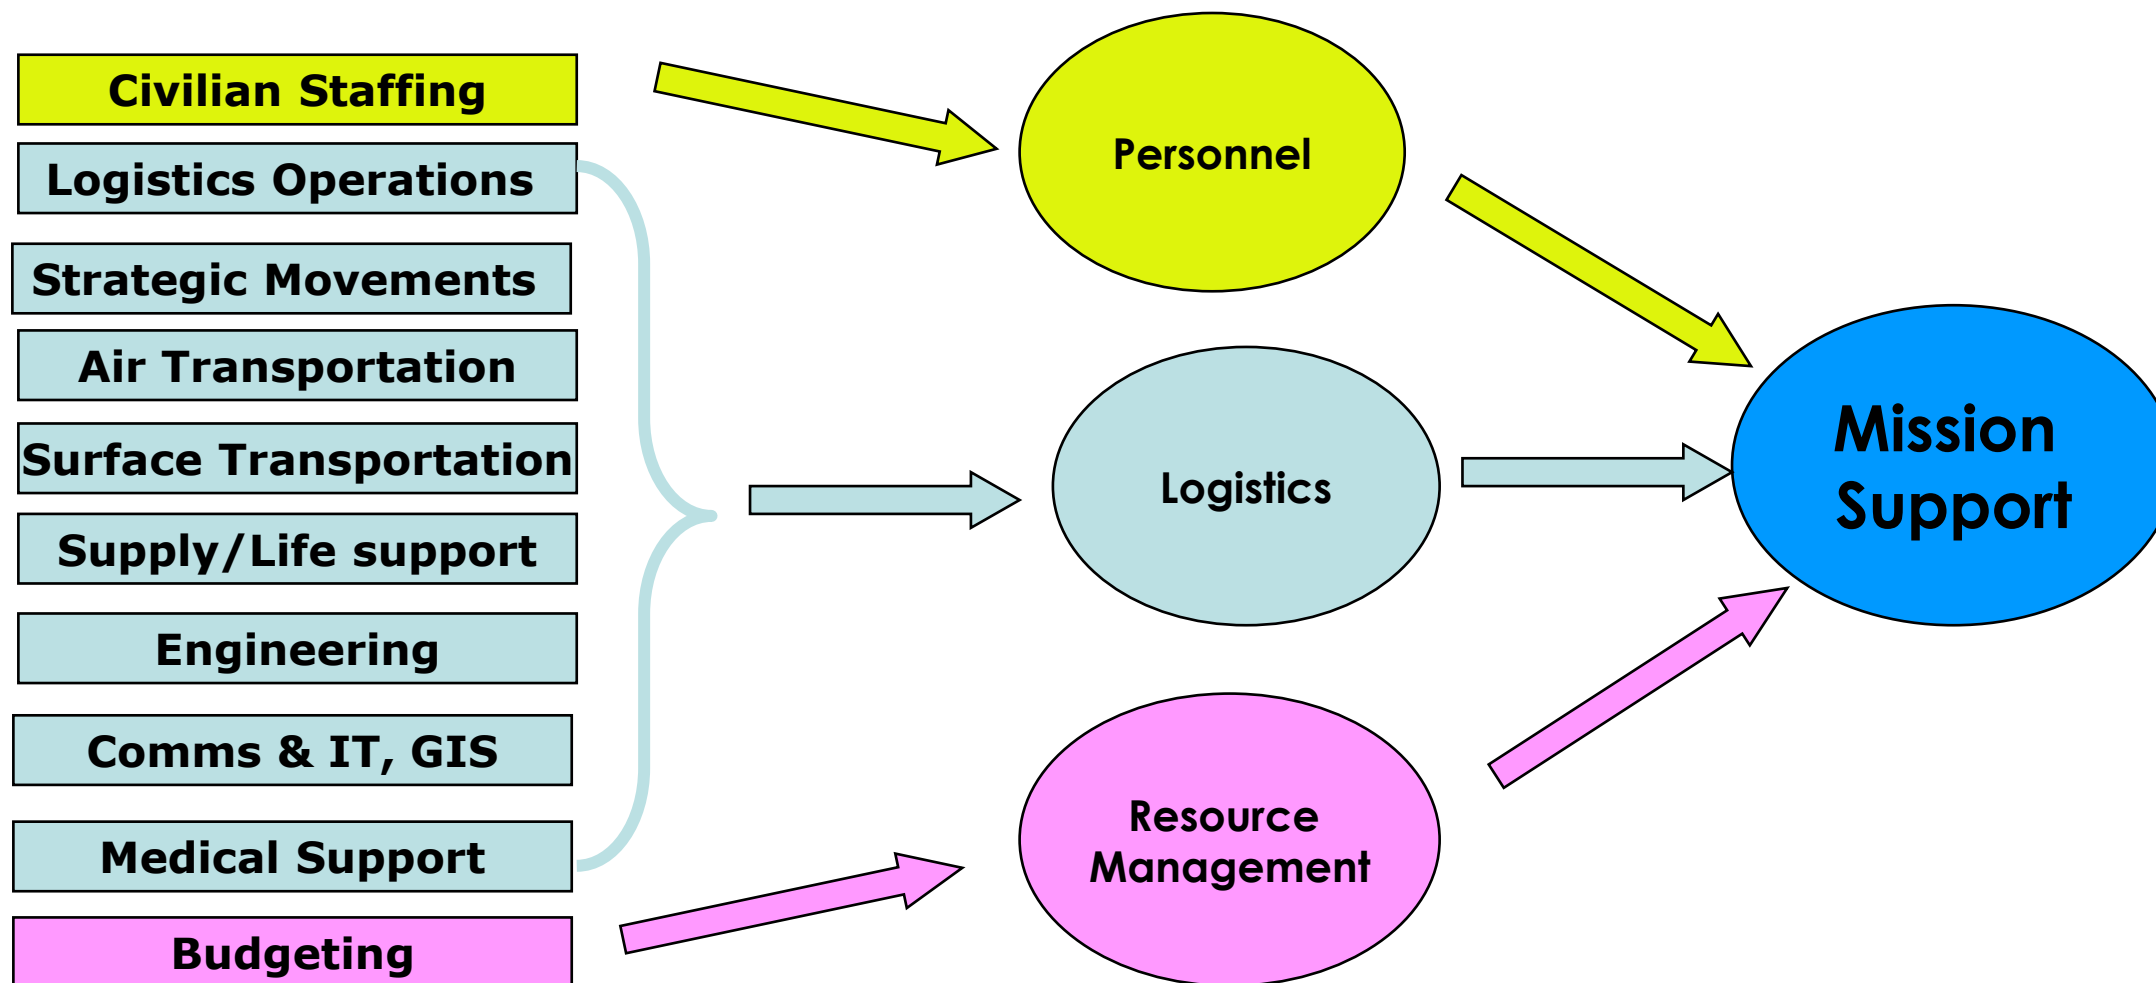 Civilian Staffing
Logistics Operations
Strategic Movements
Air Transportation
Surface Transportation
Supply/Life support
Engineering
Comms & IT, GIS
Medical Support
Budgeting
Personnel
Logistics
Resource
Management
Mission
Support